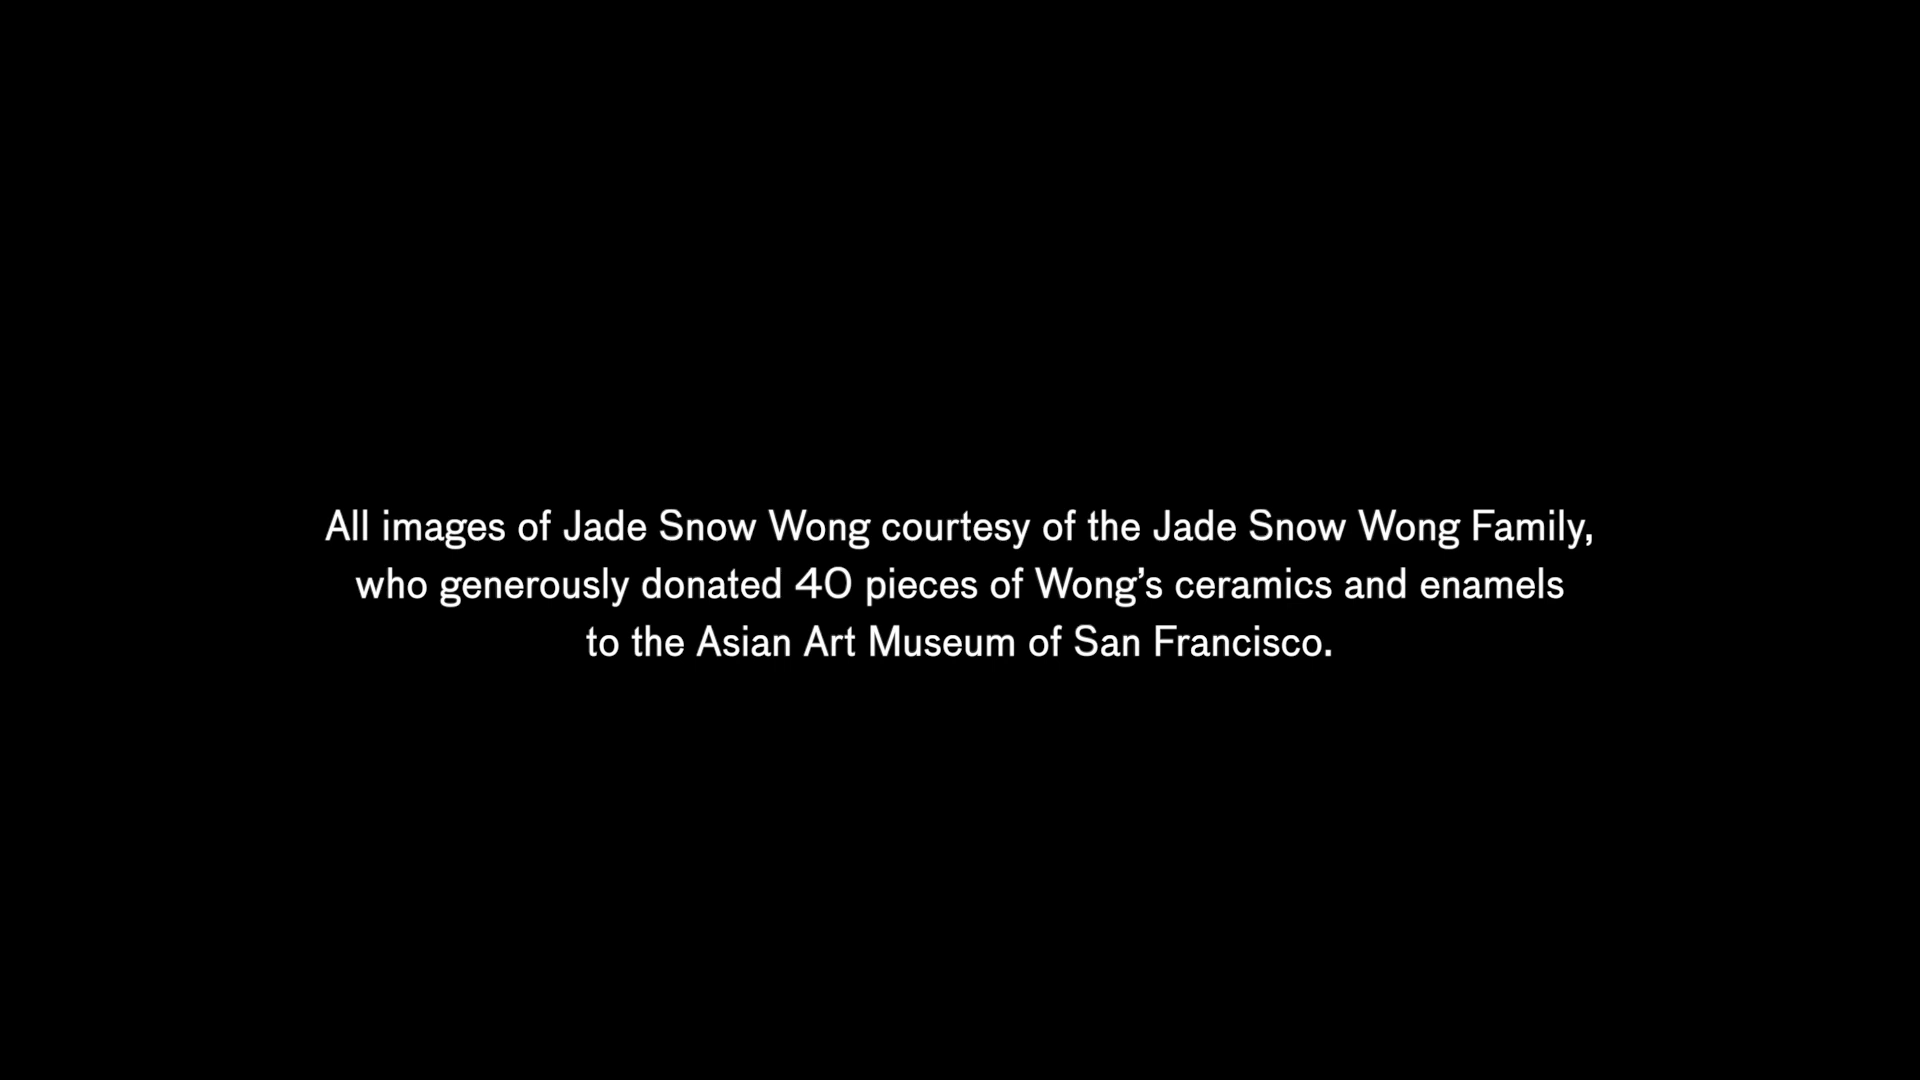 All images of Jade Snow Wong courtesy of the Jade Snow Wong Family,
who generously donated 40 pieces of Wong’s ceramics and enamels
to the Asian Art Museum of San Francisco.